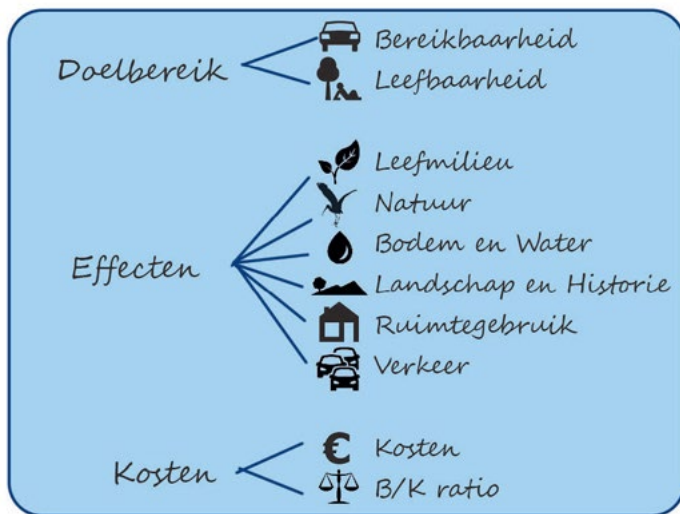 Doelbereik
Bereikbaarheid
Leefbaarheid
Effecten
Leefmilieu
Natuur
Bodem en Water
Landschap en Historie
Ruimtegebruik
Verkeer
Kosten
€ Kosten
B/K ratio